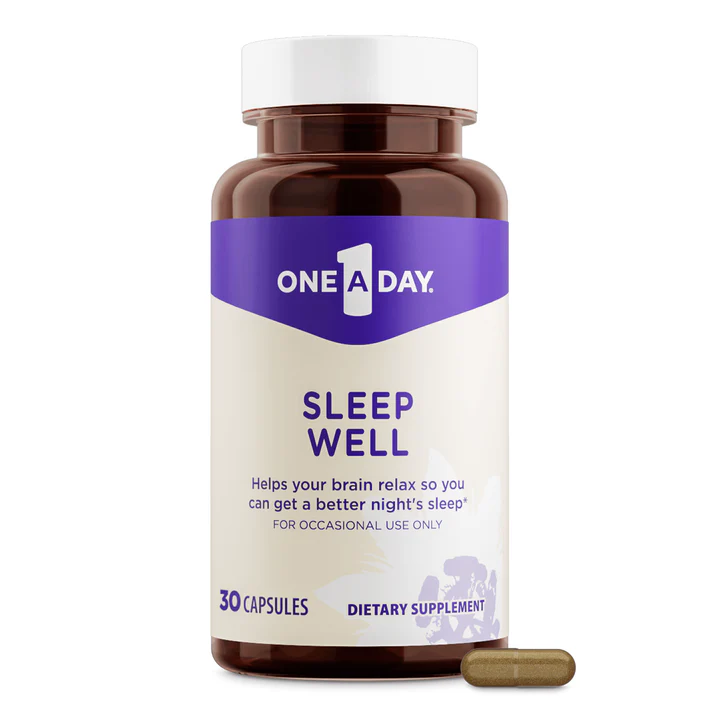 ONE A DAY®
SLEEP
WELL
Helps your brain relax so you
can get a better night's sleep*
FOR OCCASIONAL USE ONLY
30 CAPSULES
DIETARY SUPPLEMENT